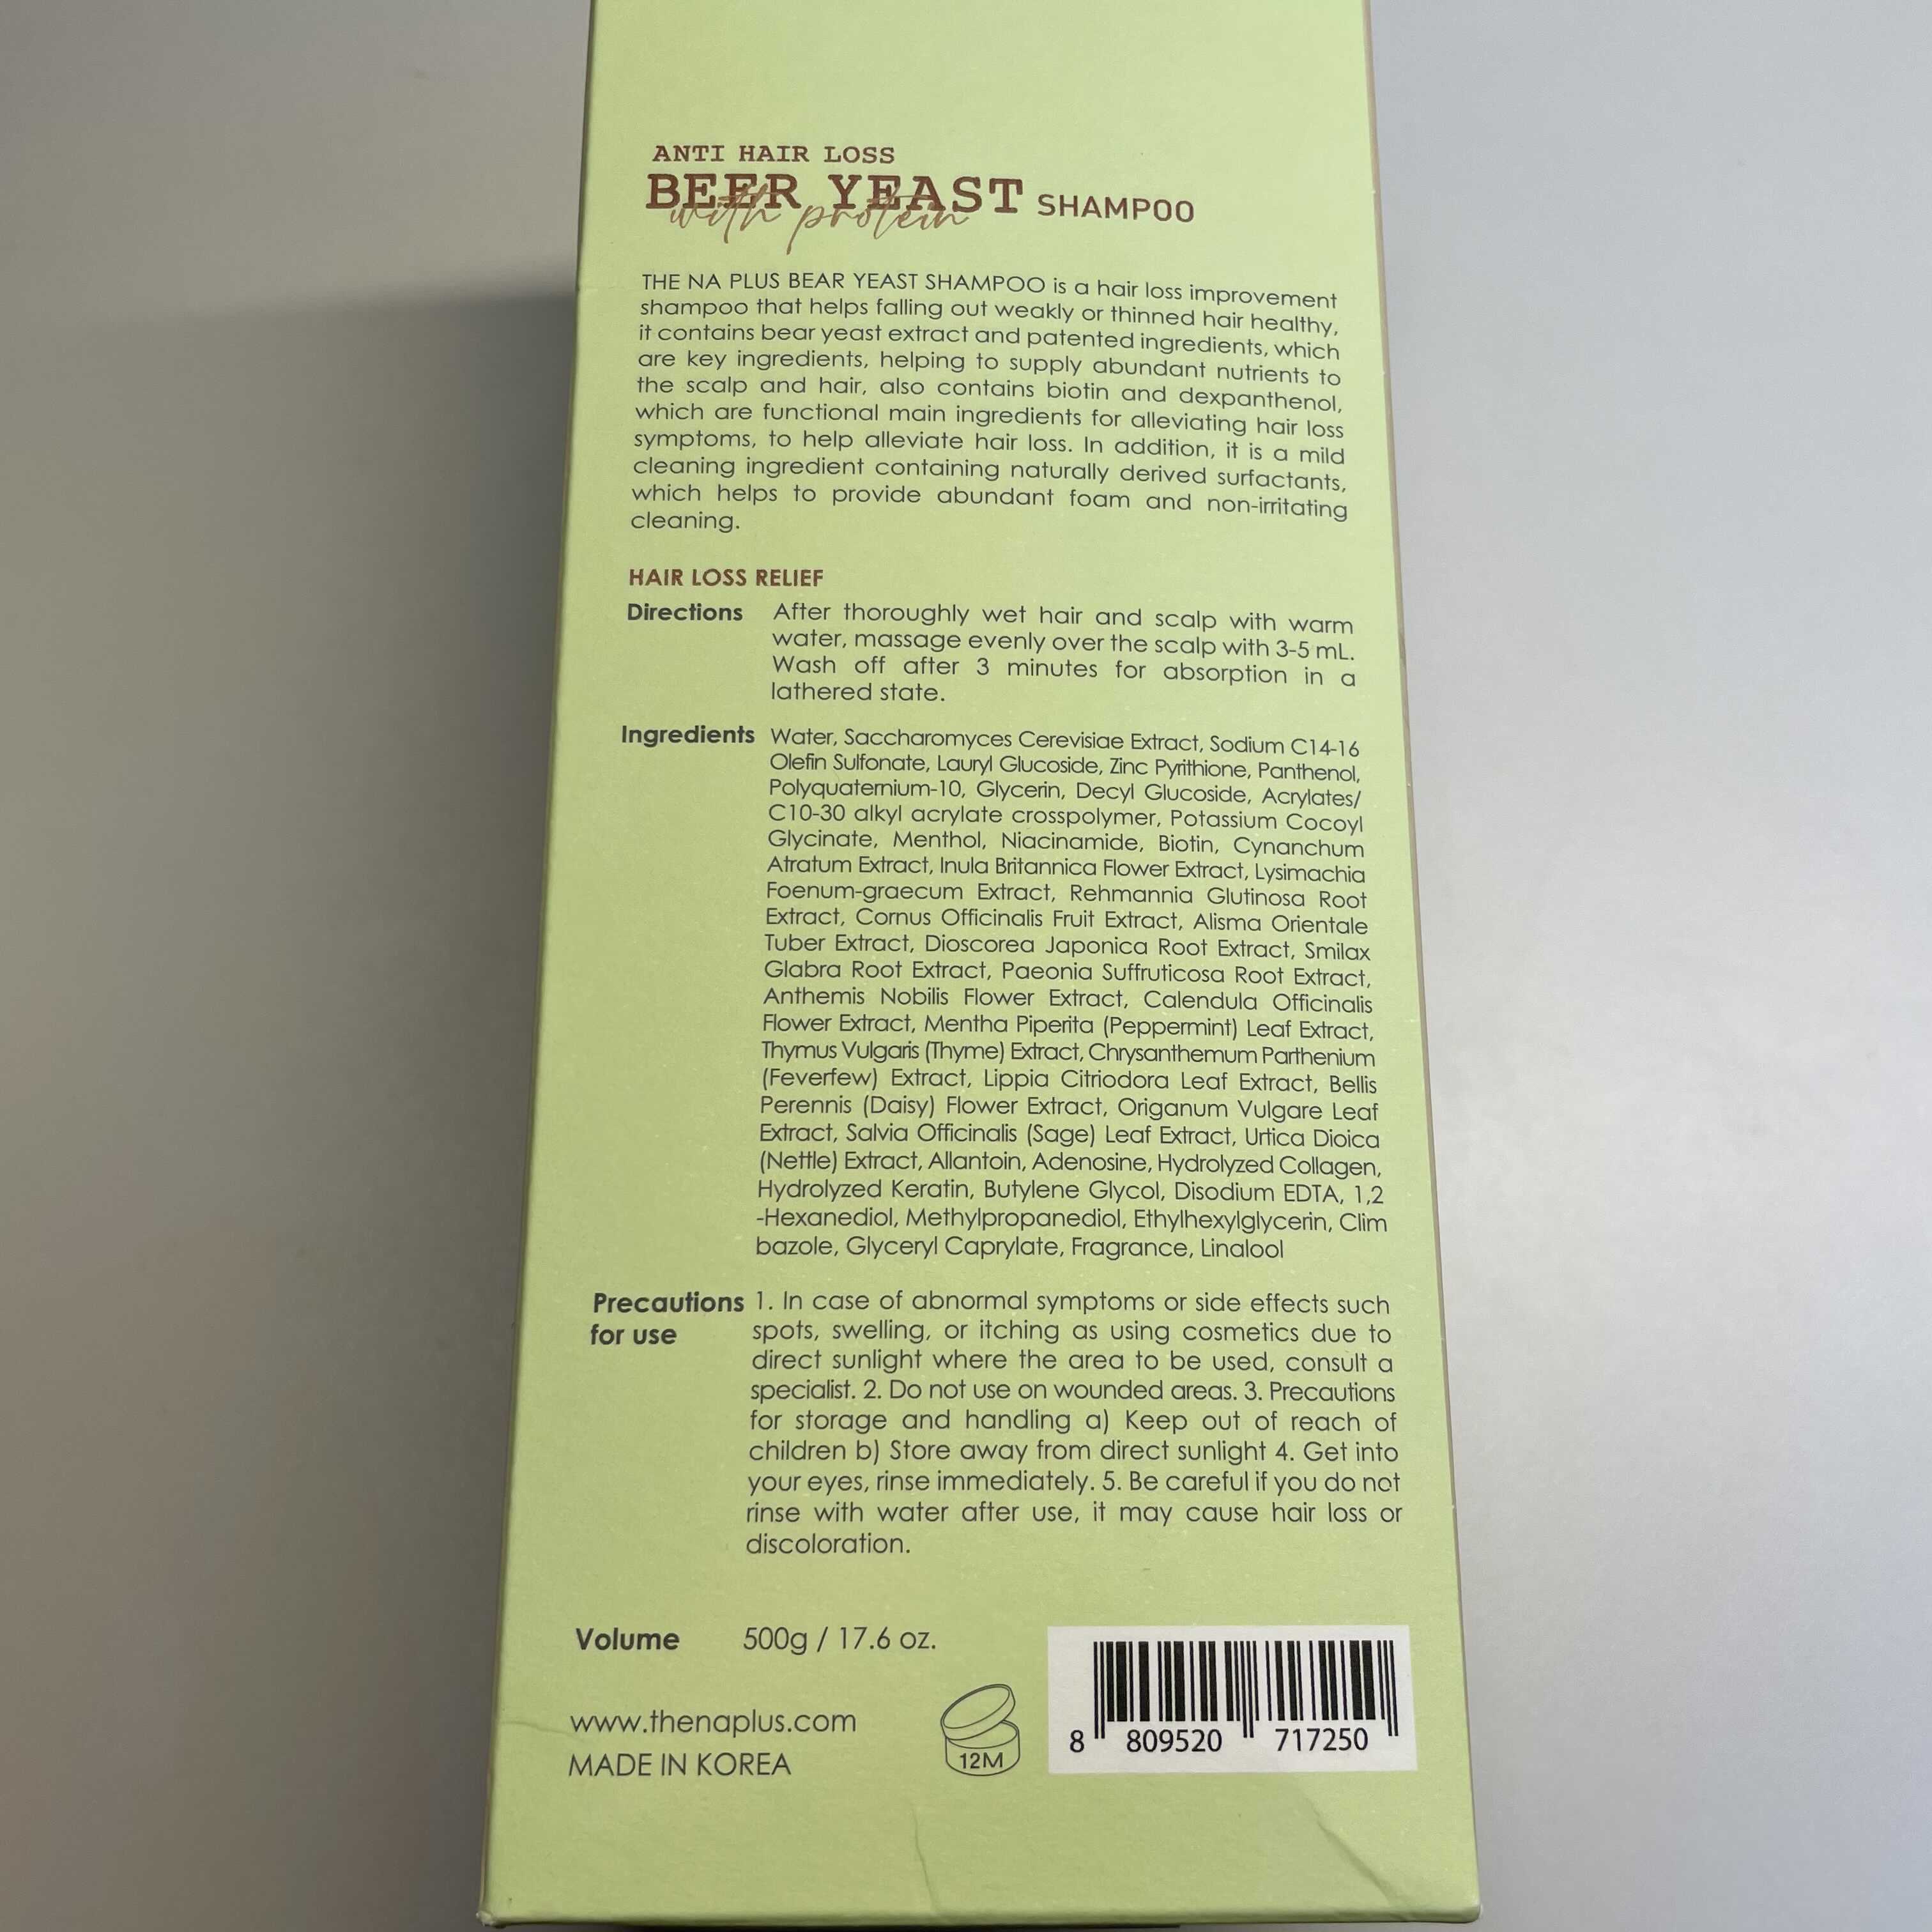 ANTI HAIR LOSS
BEER YEAST SHAMPOO
with protein
THE NA PLUS BEAR YEAST SHAMPOO is a hair loss improvement
shampoo that helps falling out weakly or thinned hair healthy,
it contains bear yeast extract and patented ingredients, which
are key ingredients, helping to supply abundant nutrients to
the scalp and hair, also contains biotin and dexpanthenol,
which are functional main ingredients for alleviating hair loss
symptoms, to help alleviate hair loss. In addition, it is a mild
cleaning ingredient containing naturally derived surfactants,
which helps to provide abundant foam and non-irritating
cleaning.
HAIR LOSS RELIEF
Directions After thoroughly wet hair and scalp with warm
water, massage evenly over the scalp with 3-5 mL.
Wash off after 3 minutes for absorption in a
lathered state.
Ingredients Water, Saccharomyces Cerevisiae Extract, Sodium C14-16
Olefin Sulfonate, Lauryl Glucoside, Zinc Pyrithione, Panthenol,
Polyquaternium-10, Glycerin, Decyl Glucoside, Acrylates/
C10-30 alkyl acrylate crosspolymer, Potassium Cocoyl
Glycinate, Menthol, Niacinamide, Biotin, Cynanchum
Atratum Extract, Inula Britannica Flower Extract, Lysimachia
Foenum-graecum Extract, Rehmannia Glutinosa Root
Extract, Cornus Officinalis Fruit Extract, Alisma Orientale
Tuber Extract, Dioscorea Japonica Root Extract, Smilax
Glabra Root Extract, Paeonia Suffruticosa Root Extract,
Anthemis Nobilis Flower Extract, Calendula Officinalis
Flower Extract, Mentha Piperita (Peppermint) Leaf Extract,
Thymus Vulgaris (Thyme) Extract, Chrysanthemum Parthenium
(Feverfew) Extract, Lippia Citriodora Leaf Extract, Bellis
Perennis (Daisy) Flower Extract, Origanum Vulgare Leaf
Extract, Salvia Officinalis (Sage) Leaf Extract, Urtica Dioica
(Nettle) Extract, Allantoin, Adenosine, Hydrolyzed Collagen,
Hydrolyzed Keratin, Butylene Glycol, Disodium EDTA, 1,2
-Hexanediol, Methylpropanediol, Ethylhexylglycerin, Clim
bazole, Glyceryl Caprylate, Fragrance, Linalool
Precautions 1. In case of abnormal symptoms or side effects such
for use spots, swelling, or itching as using cosmetics due to
direct sunlight where the area to be used, consult a
specialist. 2. Do not use on wounded areas. 3. Precautions
for storage and handling a) Keep out of reach of
children b) Store away from direct sunlight 4. Get into
your eyes, rinse immediately. 5. Be careful if you do not
rinse with water after use, it may cause hair loss or
discoloration.
Volume 500g / 17.6 oz.
www.thenaplus.com
MADE IN KOREA
12M
8 809520 717250